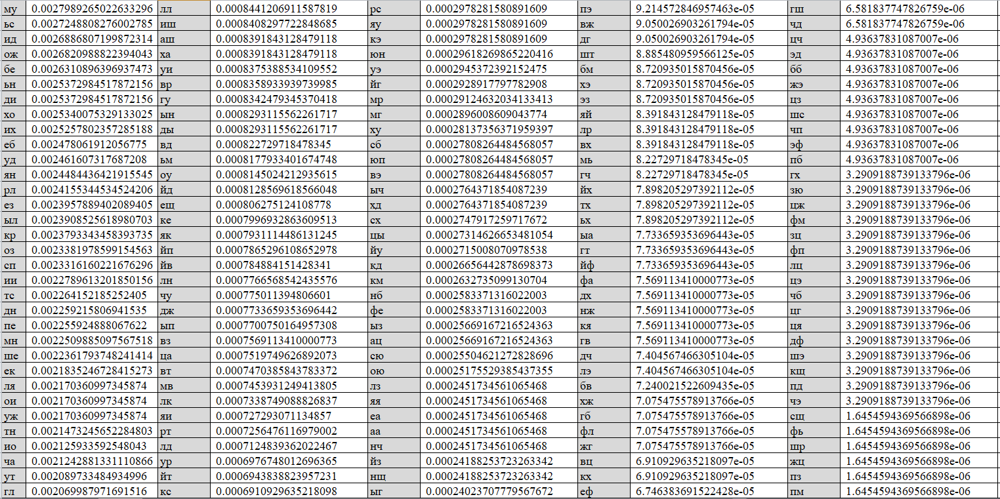 му 0.0027989265022633296 лл 0.0008441206911587819 рс 0.0002978281580891609 пэ 9.214572846957463e-05 гш 6.581837747826759e-06
ьс 0.0027248808276002785 иш 0.0008408297722848685 яу 0.0002978281580891609 вж 9.050026903261794e-05 чд 6.581837747826759e-06
ид 0.0026886807199872314 аш 0.0008391843128479118 кэ 0.0002978281580891609 дг 9.050026903261794e-05 цч 4.93637831087007e-06
ож 0.0026820988822394043 ха 0.0008391843128479118 юн 0.00029618269865220416 шт 8.885480959566125e-05 эд 4.93637831087007e-06
бе 0.0026310896396937473 уи 0.0008375388534109552 уэ 0.0002945372392152475 бм 8.720935015870456e-05 бб 4.93637831087007e-06
ьн 0.0025372984517872156 вр 0.0008358933939739985 йг 0.0002928917797782908 хэ 8.720935015870456e-05 жэ 4.93637831087007e-06
ди 0.0025372984517872156 гу 0.0008342479345370418 мр 0.00029124632034133413 эз 8.720935015870456e-05 цз 4.93637831087007e-06
хо 0.0025340075329133025 ын 0.0008293115562261717 мг 0.0002896008609043774 яй 8.391843128479118e-05 шс 4.93637831087007e-06
их 0.0025257802357285188 ды 0.0008293115562261717 ху 0.00028137356371959397 лр 8.391843128479118e-05 чп 4.93637831087007e-06
еб 0.002478061912056775 вд 0.000822729718478345 сб 0.00027808264484568057 вх 8.391843128479118e-05 эф 4.93637831087007e-06
уд 0.002461607317687208 ьм 0.0008177933401674748 юп 0.00027808264484568057 мь 8.22729718478345e-05 пб 4.93637831087007e-06
ян 0.0024484436421915545 оу 0.0008145024212935615 вэ 0.00027808264484568057 гч 8.22729718478345e-05 гх 3.2909188739133796e-06
рл 0.0024155344534524206 йд 0.0008128569618566048 ыч 0.0002764371854087239 йх 7.898205297392112e-05 зю 3.2909188739133796e-06
ез 0.0023957889402089405 ещ 0.000806275124108778 хд 0.0002764371854087239 тх 7.898205297392112e-05 цж 3.2909188739133796e-06
ыл 0.0023908525618980703 ке 0.0007996932863609513 сх 0.0002747917259717672 ьх 7.898205297392112e-05 фм 3.2909188739133796e-06
кр 0.0023793343458393735 як 0.0007931114486131245 цы 0.00027314626653481054 ыа 7.733659353696443e-05 зц 3.2909188739133796e-06
оз 0.0023381978599154563 йп 0.0007865296108652978 йу 0.0002715008070978538 гт 7.733659353696443e-05 фп 3.2909188739133796e-06
сп 0.0023316160221676296 йв 0.000784884151428341 кд 0.00026656442878698373 йф 7.733659353696443e-05 лц 3.2909188739133796e-06
ии 0.0022789613201850156 лн 0.0007766568542435576 км 0.0002632735099130704 фа 7.569113410000773e-05 цэ 3.2909188739133796e-06
тс 0.002264152185252405 чу 0.000775011394806601 нб 0.0002583371316022003 дх 7.569113410000773e-05 чб 3.2909188739133796e-06
дн 0.002259215806941535 дж 0.0007733659353696442 фе 0.0002583371316022003 нж 7.569113410000773e-05 цг 3.2909188739133796e-06
пе 0.002255924888067622 ып 0.0007700750164957308 ыз 0.00025669167216524363 кя 7.569113410000773e-05 ця 3.2909188739133796e-06
мн 0.0022509885097567518 вз 0.0007569113410000773 ац 0.00025669167216524363 гв 7.569113410000773e-05 дф 3.2909188739133796e-06
ше 0.0022361793748241414 ца 0.0007519749626892073 сю 0.00025504621272828696 дч 7.404567466305104e-05 шэ 3.2909188739133796e-06
ек 0.0021835246728415273 вт 0.0007470385843783372 ою 0.00025175529385437355 лэ 7.404567466305104e-05 кщ 3.2909188739133796e-06
ля 0.002170360997345874 мв 0.0007453931249413805 лз 0.0002451734561065468 бв 7.240021522609435e-05 пд 3.2909188739133796e-06
ои 0.002170360997345874 лк 0.0007338749088826837 яя 0.0002451734561065468 хж 7.075475578913766e-05 чэ 3.2909188739133796e-06
уж 0.002170360997345874 яи 0.000727293071134857 еа 0.0002451734561065468 гб 7.075475578913766e-05 сщ 1.6454594369566898e-06
тн 0.0021473245652284803 рт 0.0007256476116979002 аа 0.0002451734561065468 фл 7.075475578913766e-05 фь 1.6454594369566898e-06
ио 0.002125933592548043 лд 0.0007124839362022467 нч 0.0002451734561065468 жг 7.075475578913766e-05 шр 1.6454594369566898e-06
ча 0.0021242881331110866 ур 0.0006976748012696365 йз 0.00024188253723263342 вц 6.910929635218097e-05 жц 1.6454594369566898e-06
ут 0.002089733484934996 йт 0.0006943838823957231 нщ 0.00024188253723263342 кх 6.910929635218097e-05 пз 1.6454594369566898e-06
гл 0.002069987971691516 кс 0.0006910929635218098 ыг 0.00024023707779567672 еф 6.746383691522428e-05 пм 1.6454594369566898e-06